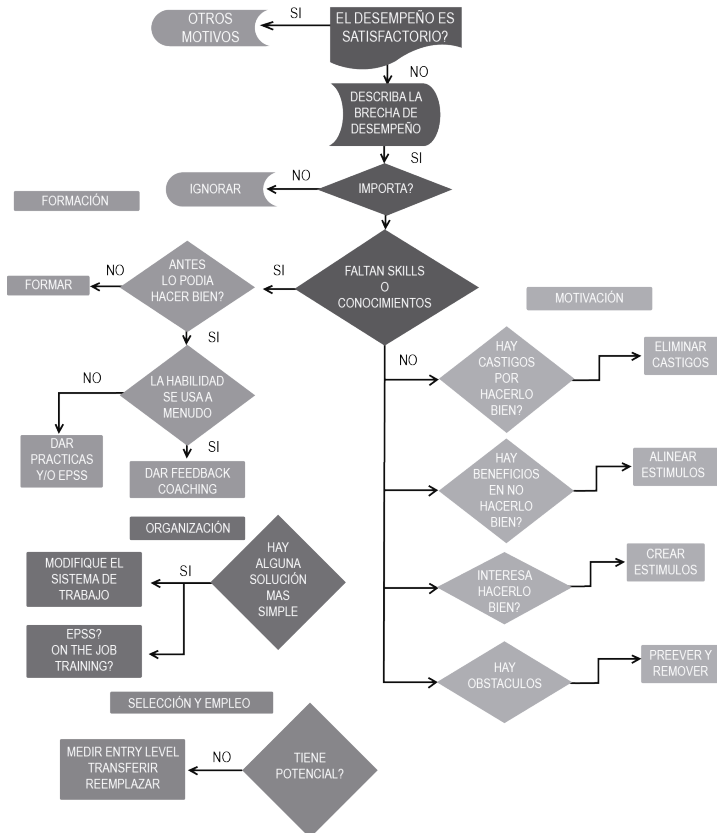 OTROS
MOTIVOS
SI
EL DESEMPEÑO ES
SATISFACTORIO?
NO
DESCRIBA LA
BRECHA DE
DESEMPEÑO
SI
IGNORAR
NO
IMPORTA?
FORMACIÓN
FORMAR
NO
ANTES
LO PODIA
HACER BIEN?
SI
FALTAN SKILLS
O
CONOCIMIENTOS
MOTIVACIÓN
SI
NO
LA HABILIDAD
SE USA A
MENUDO
SI
DAR
PRACTICAS
Y/O EPSS
DAR FEEDBACK
COACHING
NO
HAY
CASTIGOS
POR
HACERLO
BIEN?
ELIMINAR
CASTIGOS
HAY
BENEFICIOS
EN NO
HACERLO
BIEN?
ALINEAR
ESTIMULOS
INTERESA
HACERLO
BIEN?
CREAR
ESTIMULOS
HAY
OBSTACULOS
PREEVER Y
REMOVER
ORGANIZACIÓN
MODIFIQUE EL
SISTEMA DE
TRABAJO
SI
HAY
ALGUNA
SOLUCIÓN
MAS
SIMPLE
EPSS?
ON THE JOB
TRAINING?
SELECCIÓN Y EMPLEO
MEDIR ENTRY LEVEL
TRANSFERIR
REEMPLAZAR
NO
TIENE
POTENCIAL?